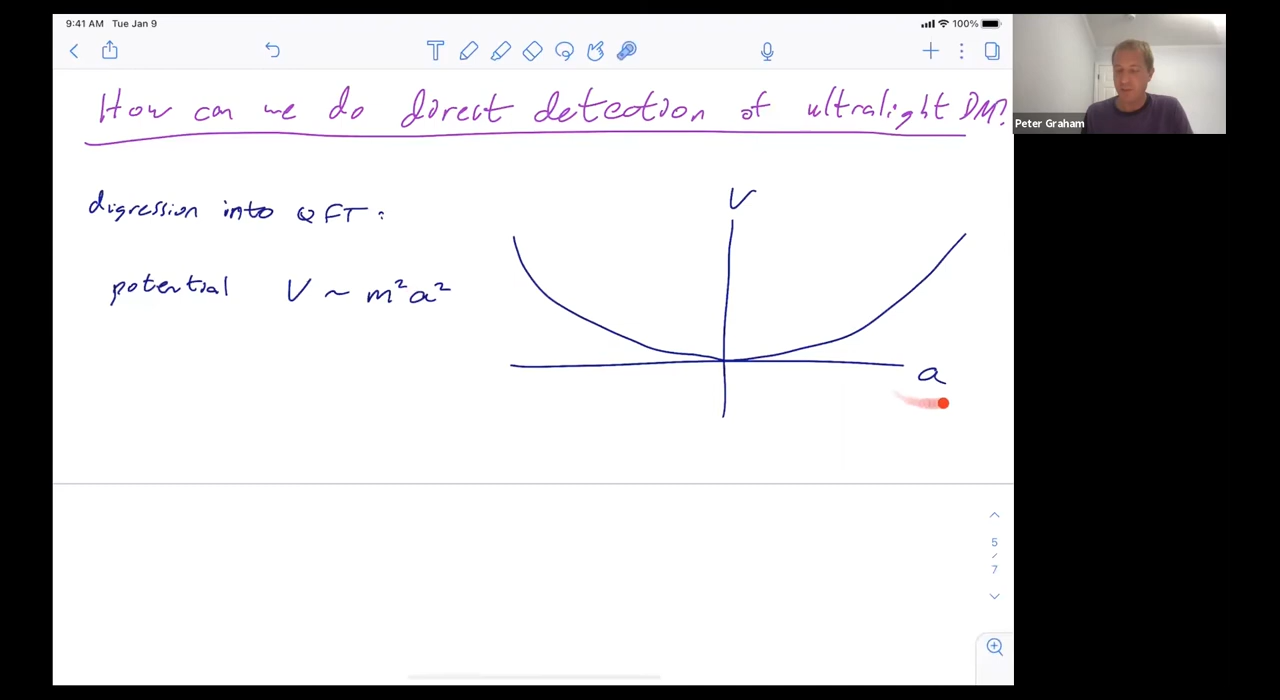 9:41 AM Tue Jan 9
100%
How can we do direct detection of ultralight DM?
Peter Graham
digression into QFT:
V
potential V ~ m²a²
a
5
/
7